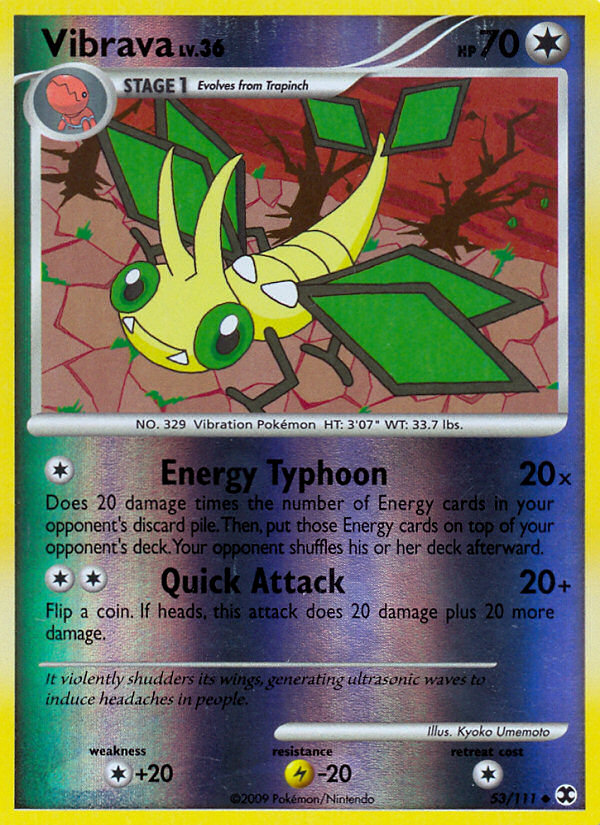 Vibrava LV.36 HP 70
STAGE 1 Evolves from Trapinch
NO. 329 Vibration Pokémon HT: 3'07" WT: 33.7 lbs.
Energy Typhoon 20×
Does 20 damage times the number of Energy cards in your
opponent's discard pile. Then, put those Energy cards on top of your
opponent's deck. Your opponent shuffles his or her deck afterward.
Quick Attack 20+
Flip a coin. If heads, this attack does 20 damage plus 20 more
damage.
It violently shudders its wings, generating ultrasonic waves to
induce headaches in people.
Illus. Kyoko Umemoto
weakness resistance retreat cost
+20 -20
©2009 Pokémon/Nintendo 53/111